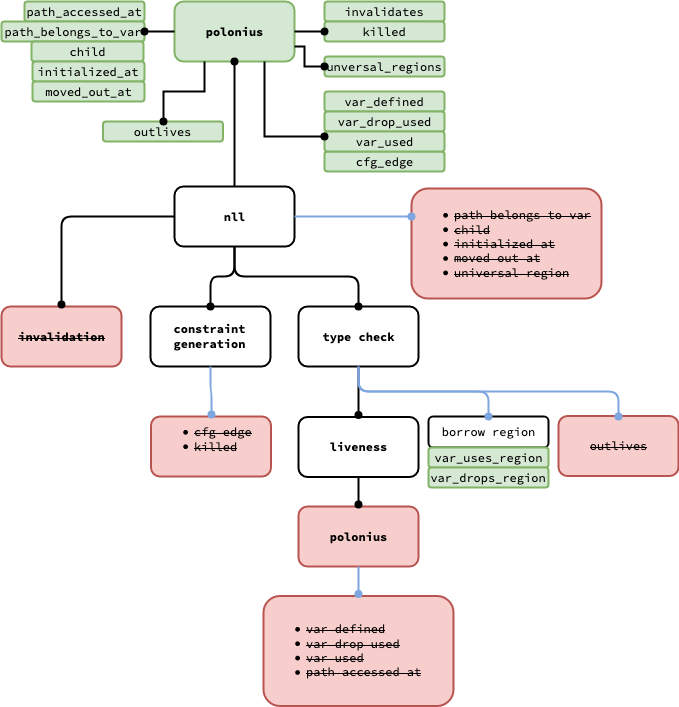 path_accessed_at
path_belongs_to_var
child
initialized_at
moved_out_at
outlives
polonius
invalidates
killed
unversal_regions
var_defined
var_drop_used
var_used
cfg_edge
nll
path belongs to var
child
initialized at
moved out at
universal region
invalidation
constraint
generation
type check
cfg edge
killed
liveness
borrow region
var_uses_region
var_drops_region
outlives
polonius
var defined
var drop used
var used
path accessed at